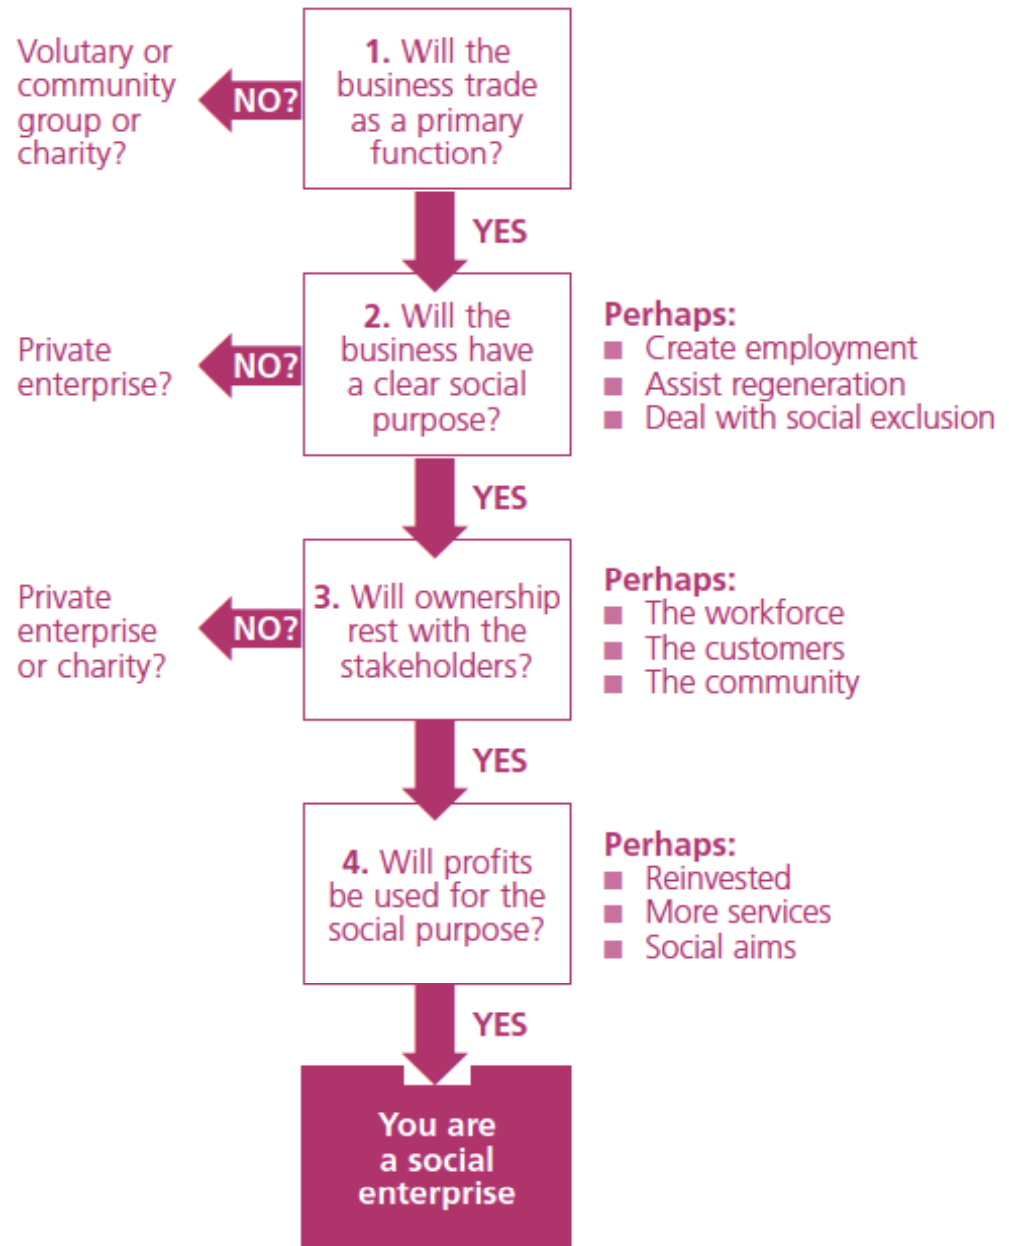 1. Will the
business trade
as a primary
function?
NO?
Volutary or
community
group or
charity?
YES
2. Will the
business have
a clear social
purpose?
NO?
Private
enterprise?
Perhaps:
■ Create employment
■ Assist regeneration
■ Deal with social exclusion
YES
3. Will ownership
rest with the
stakeholders?
NO?
Private
enterprise
or charity?
Perhaps:
■ The workforce
■ The customers
■ The community
YES
4. Will profits
be used for the
social purpose?
Perhaps:
■ Reinvested
■ More services
■ Social aims
YES
You are
a social
enterprise